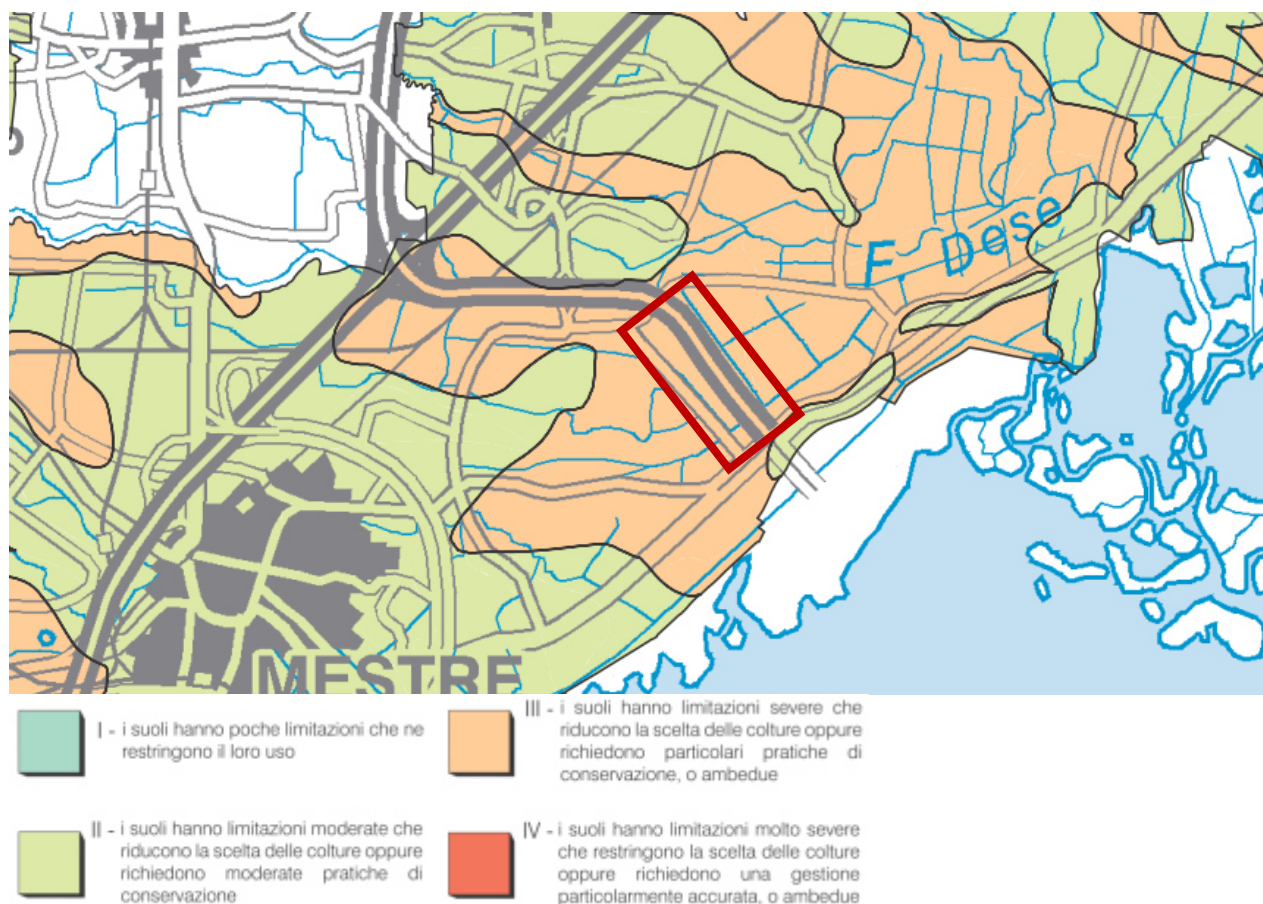 F Dese
MESTRE
I - i suoli hanno poche limitazioni che ne
restringono il loro uso
II - i suoli hanno limitazioni moderate che
riducono la scelta delle colture oppure
richiedono moderate pratiche di
conservazione
III - i suoli hanno limitazioni severe che
riducono la scelta delle colture oppure
richiedono particolari pratiche di
conservazione, o ambedue
IV - i suoli hanno limitazioni molto severe
che restringono la scelta delle colture
oppure richiedono una gestione
particolarmente accurata, o ambedue